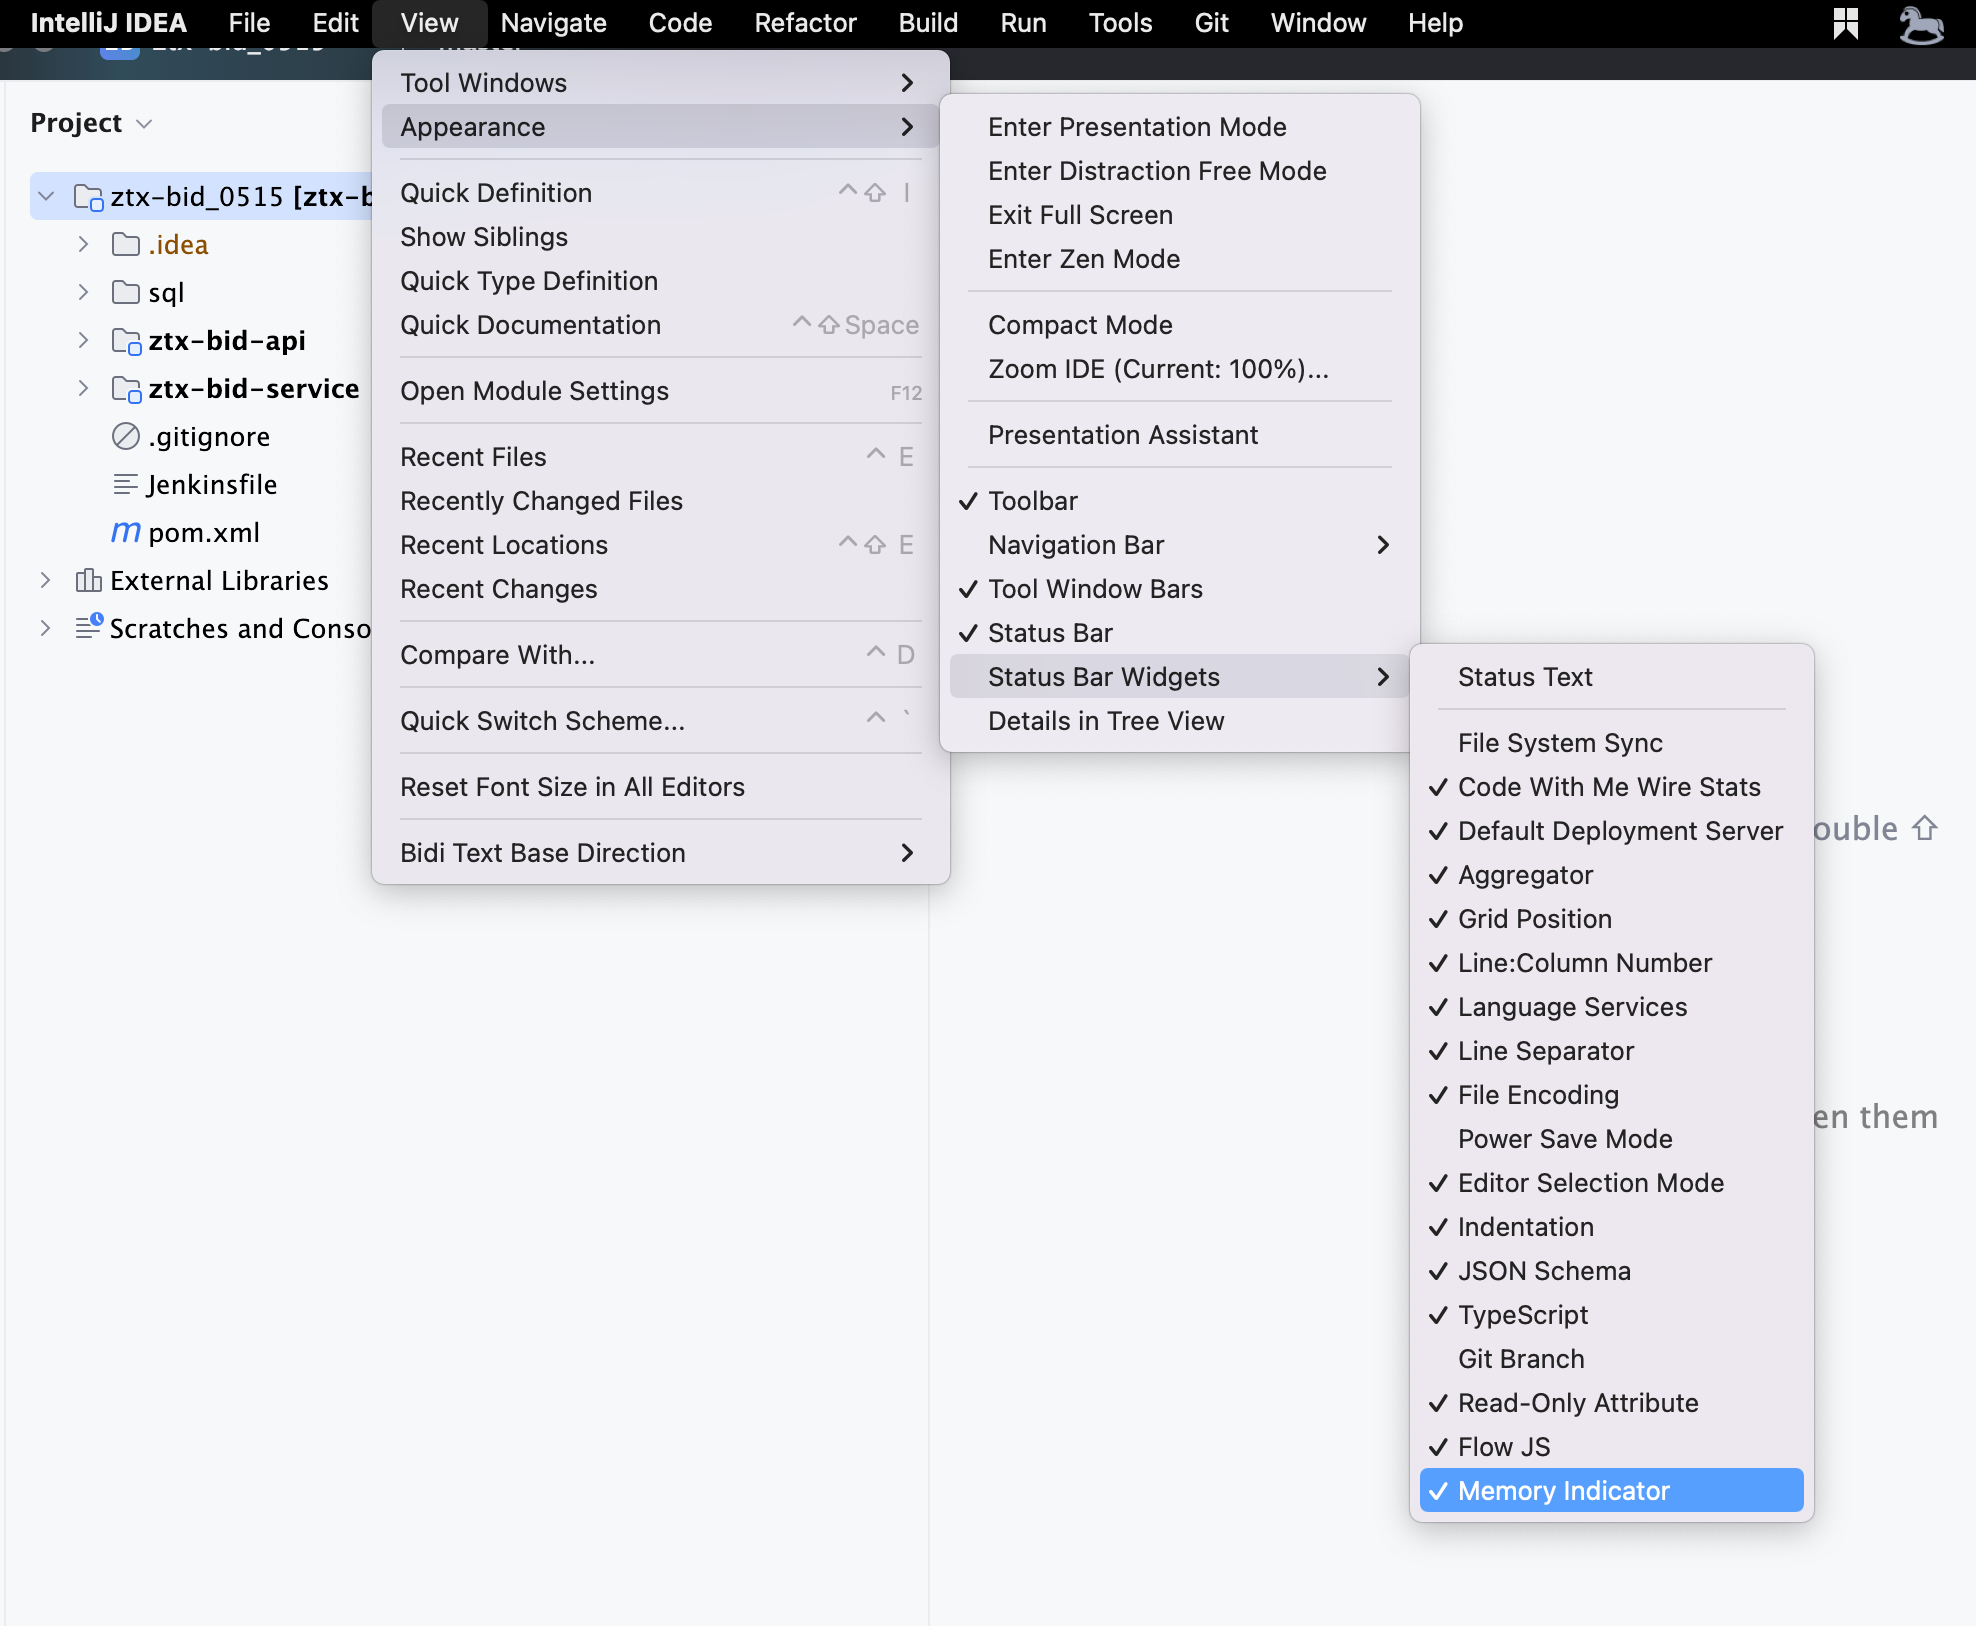 IntelliJ IDEA File Edit View Navigate Code Refactor Build Run Tools Git Window Help
Project
ztx-bid_0515 [ztx-b
.idea
sql
ztx-bid-api
ztx-bid-service
.gitignore
Jenkinsfile
pom.xml
External Libraries
Scratches and Conso
Tool Windows
Appearance
Quick Definition ^⇧ I
Show Siblings
Quick Type Definition
Quick Documentation ^⇧Space
Open Module Settings F12
Recent Files ^ E
Recently Changed Files
Recent Locations ^⇧ E
Recent Changes
Compare With... ^ D
Quick Switch Scheme... ^ `
Reset Font Size in All Editors
Bidi Text Base Direction
Enter Presentation Mode
Enter Distraction Free Mode
Exit Full Screen
Enter Zen Mode
Compact Mode
Zoom IDE (Current: 100%)...
Presentation Assistant
✓ Toolbar
Navigation Bar
✓ Tool Window Bars
✓ Status Bar
Status Bar Widgets
Details in Tree View
Status Text
File System Sync
✓ Code With Me Wire Stats
✓ Default Deployment Server
✓ Aggregator
✓ Grid Position
✓ Line:Column Number
✓ Language Services
✓ Line Separator
✓ File Encoding
Power Save Mode
✓ Editor Selection Mode
✓ Indentation
✓ JSON Schema
✓ TypeScript
Git Branch
✓ Read-Only Attribute
✓ Flow JS
✓ Memory Indicator
ouble ⇧
en them